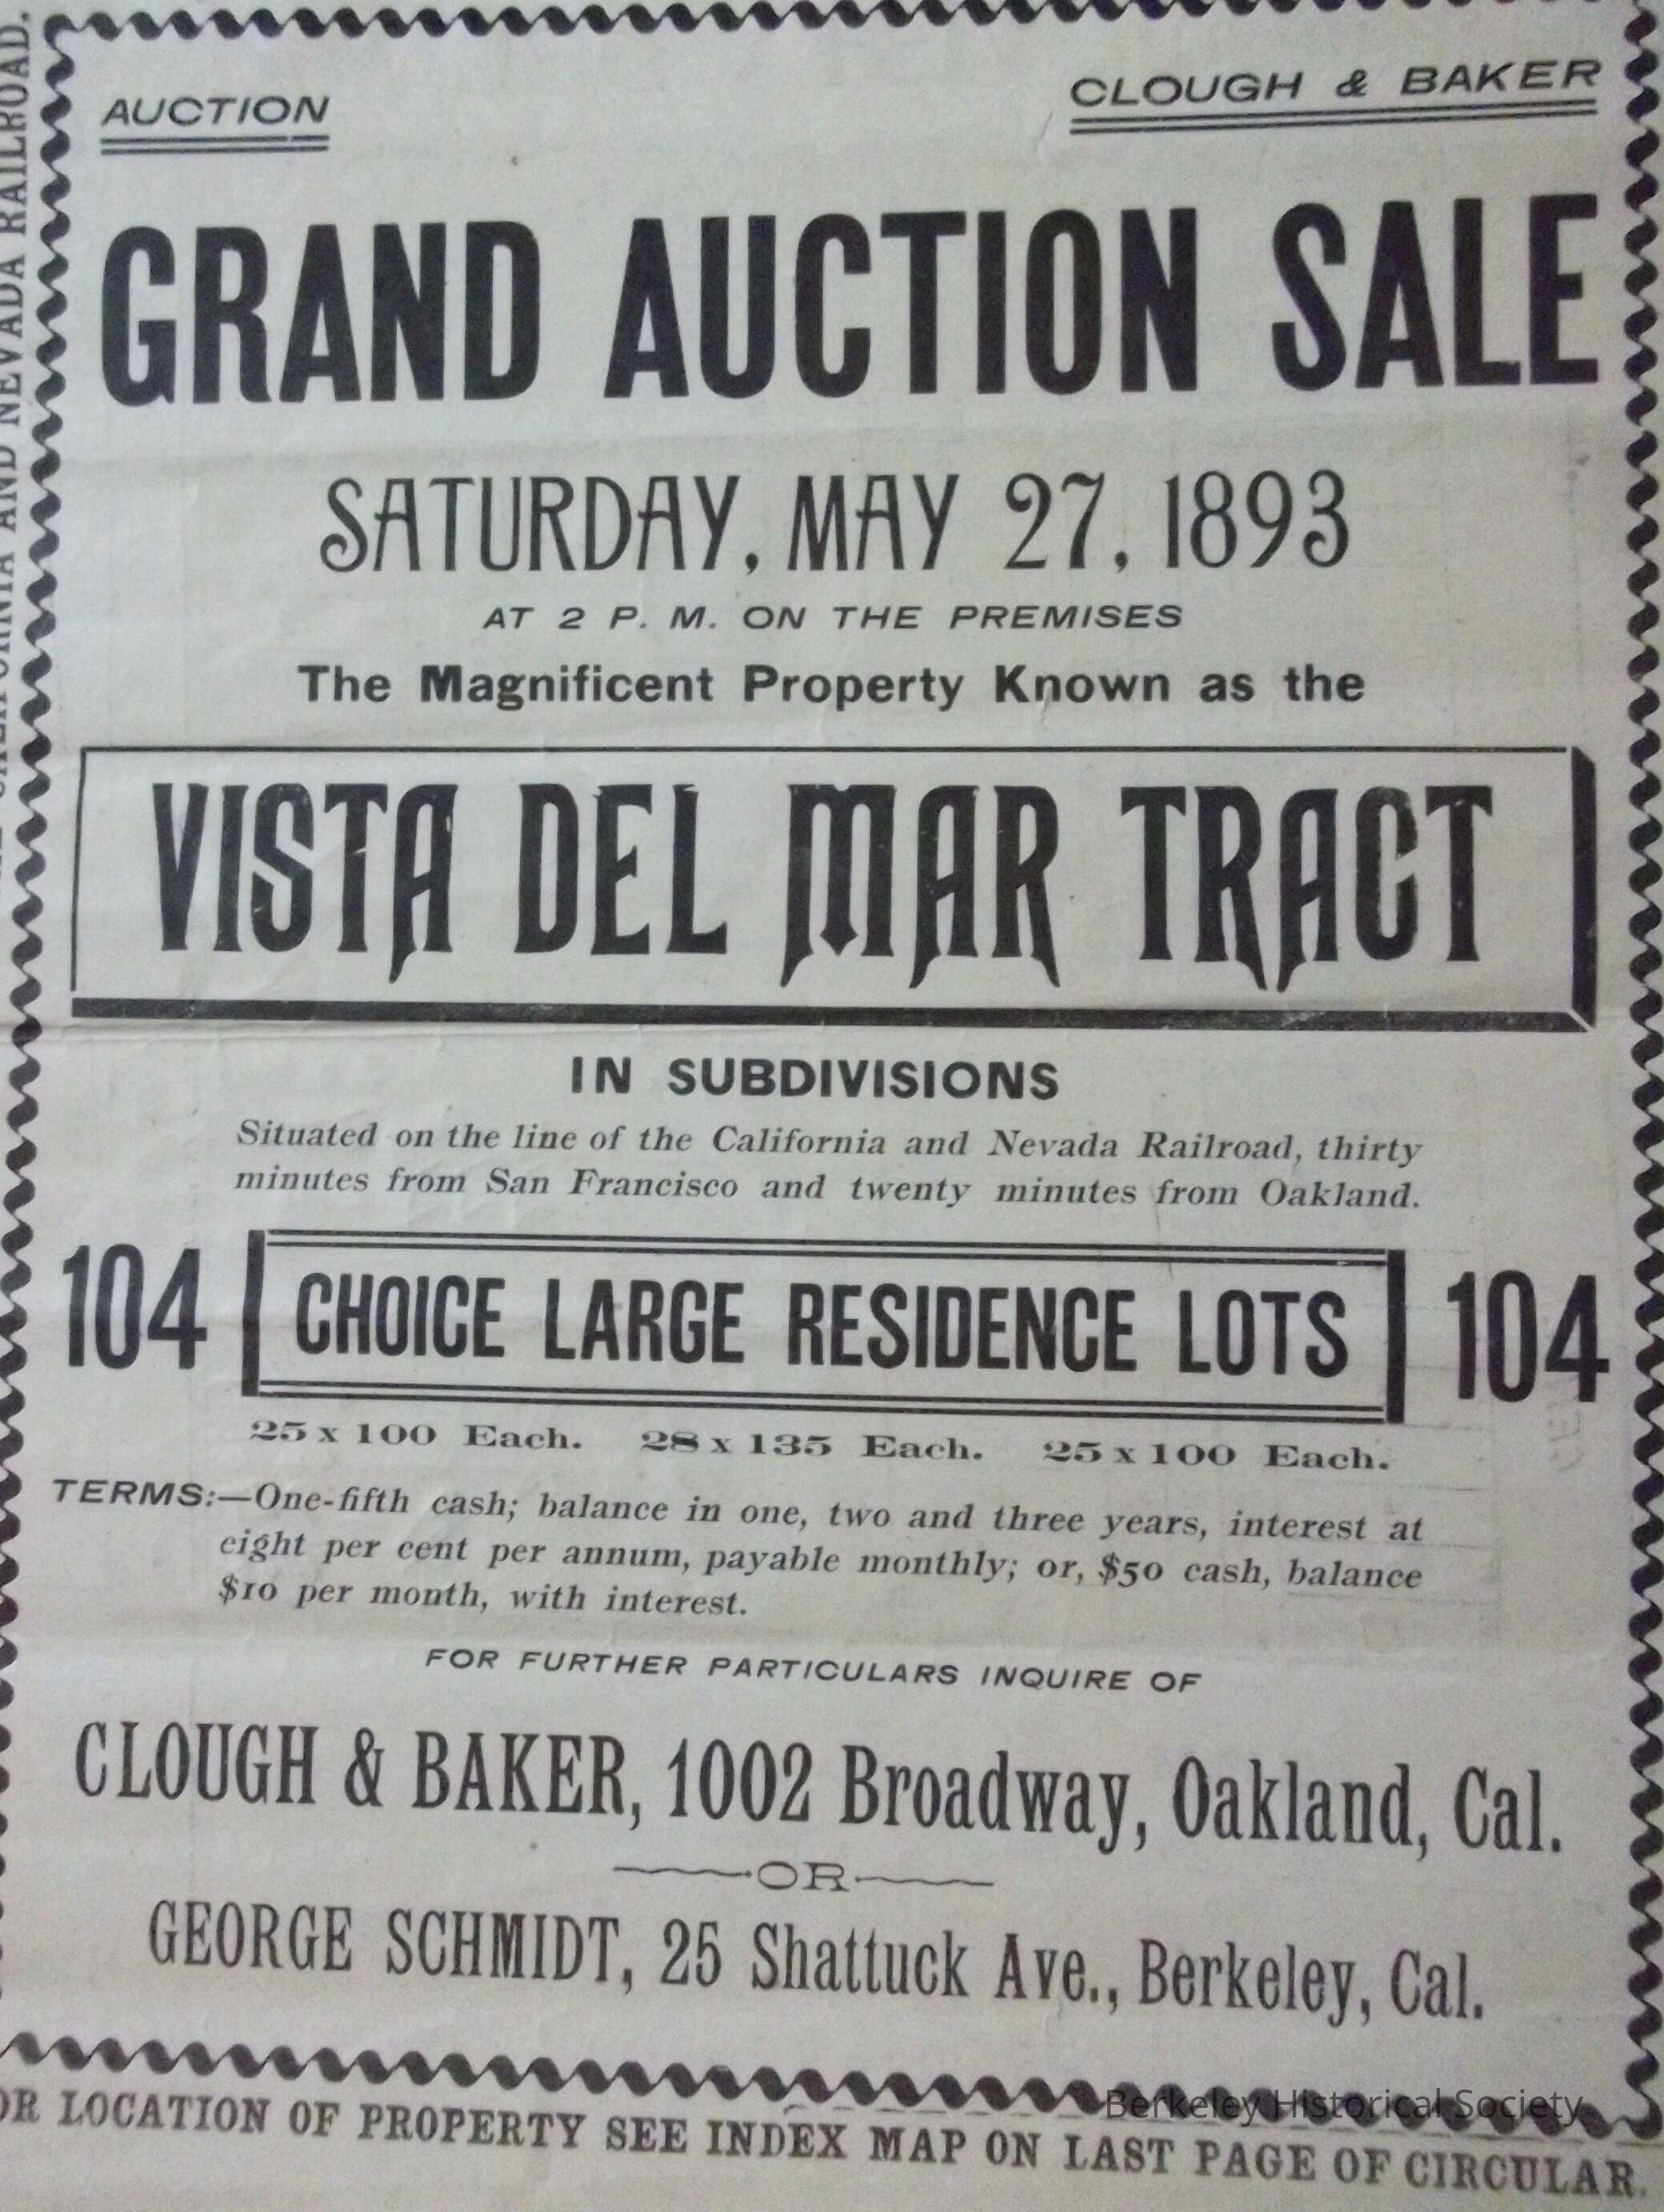 AUCTION
CLOUGH & BAKER
GRAND AUCTION SALE
SATURDAY, MAY 27, 1893
AT 2 P. M. ON THE PREMISES
The Magnificent Property Known as the
VISTA DEL MAR TRACT
IN SUBDIVISIONS
Situated on the line of the California and Nevada Railroad, thirty
minutes from San Francisco and twenty minutes from Oakland.
104 CHOICE LARGE RESIDENCE LOTS 104
25 x 100 Each. 28 x 135 Each. 25 x 100 Each.
TERMS:—One-fifth cash; balance in one, two and three years, interest at
eight per cent per annum, payable monthly; or, $50 cash, balance
$10 per month, with interest.
FOR FURTHER PARTICULARS INQUIRE OF
CLOUGH & BAKER, 1002 Broadway, Oakland, Cal.
OR
GEORGE SCHMIDT, 25 Shattuck Ave., Berkeley, Cal.
LOCATION OF PROPERTY SEE INDEX MAP ON LAST PAGE OF CIRCULAR.
AND NEVADA RAILROAD.
Berkeley Historical Society